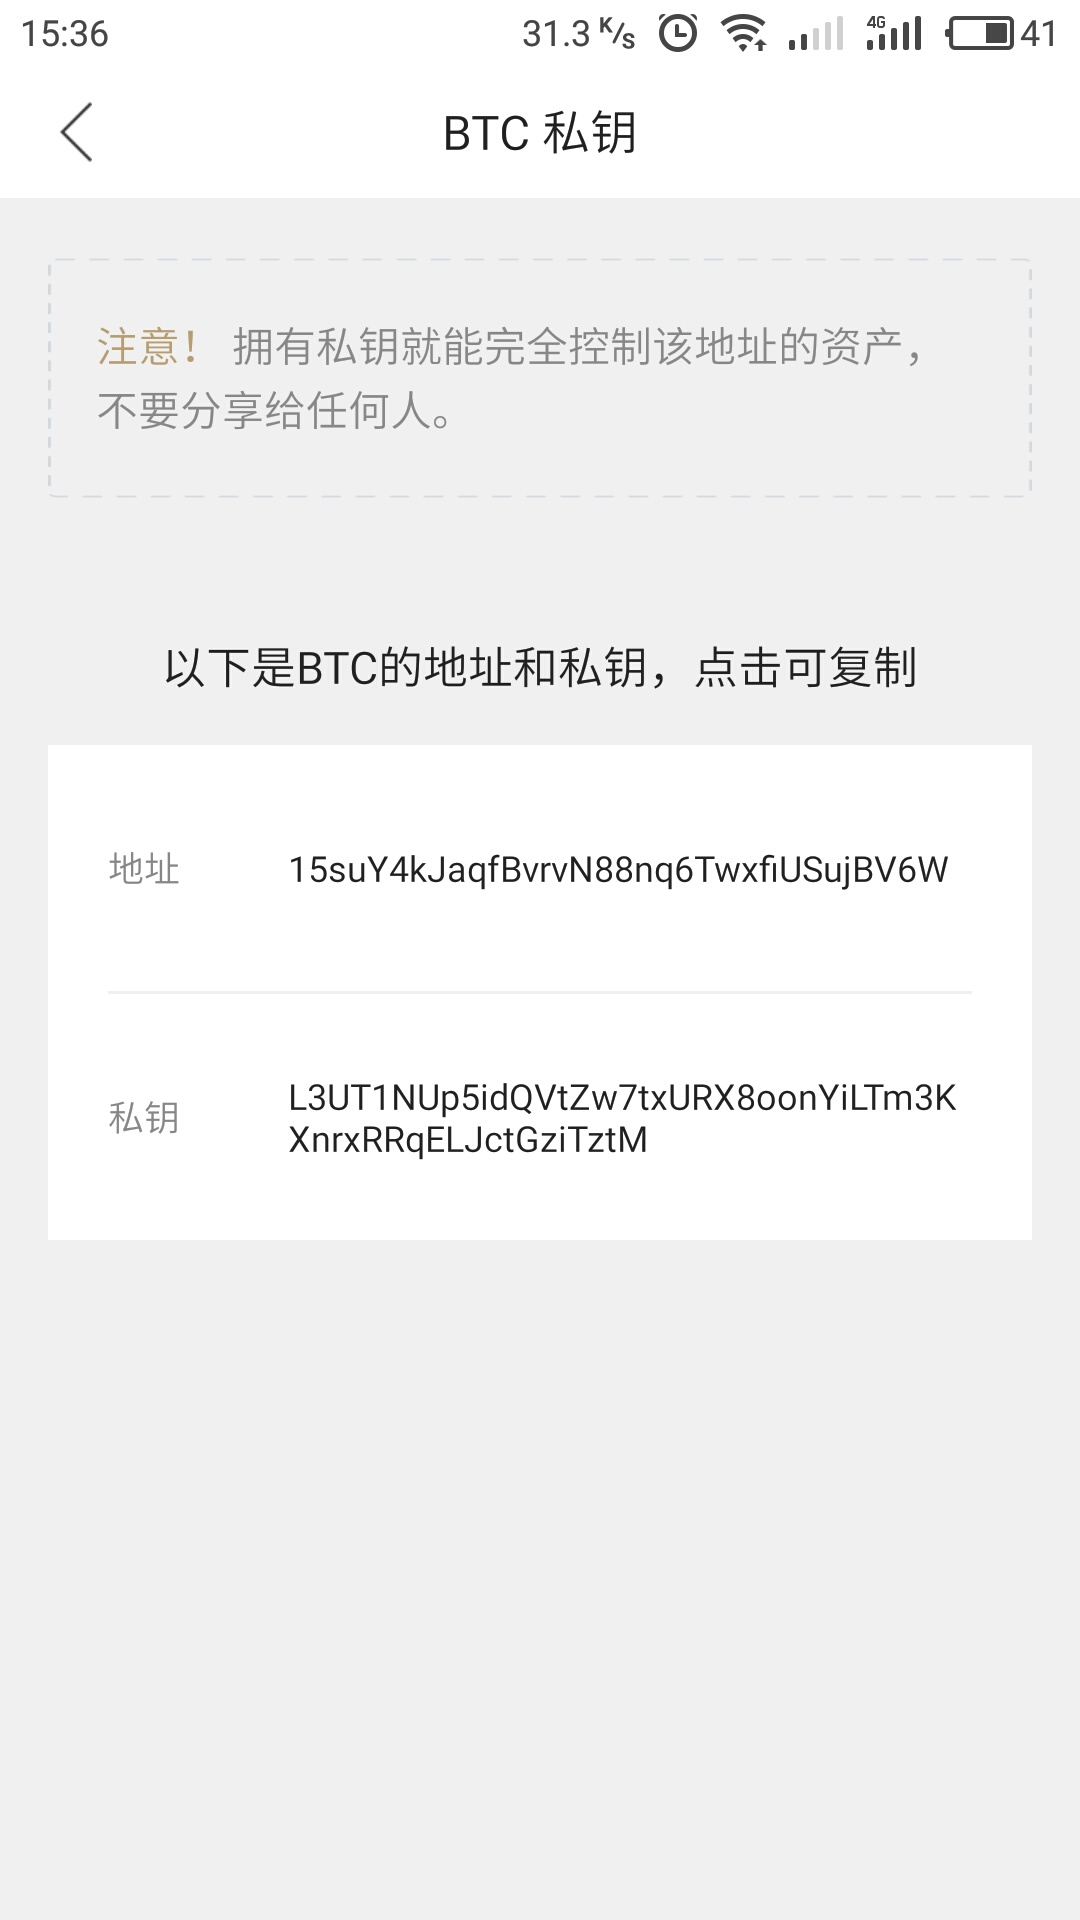 15:36 31.3 K/s 4G 41
BTC 私钥
注意！ 拥有私钥就能完全控制该地址的资产，
不要分享给任何人。
以下是BTC的地址和私钥，点击可复制
地址 15suY4kJaqfBvrvN88nq6TwxfiUSujBV6W
私钥 L3UT1NUp5idQVtZw7txURX8oonYiLTm3K
XnrxRRqELJctGziTztM